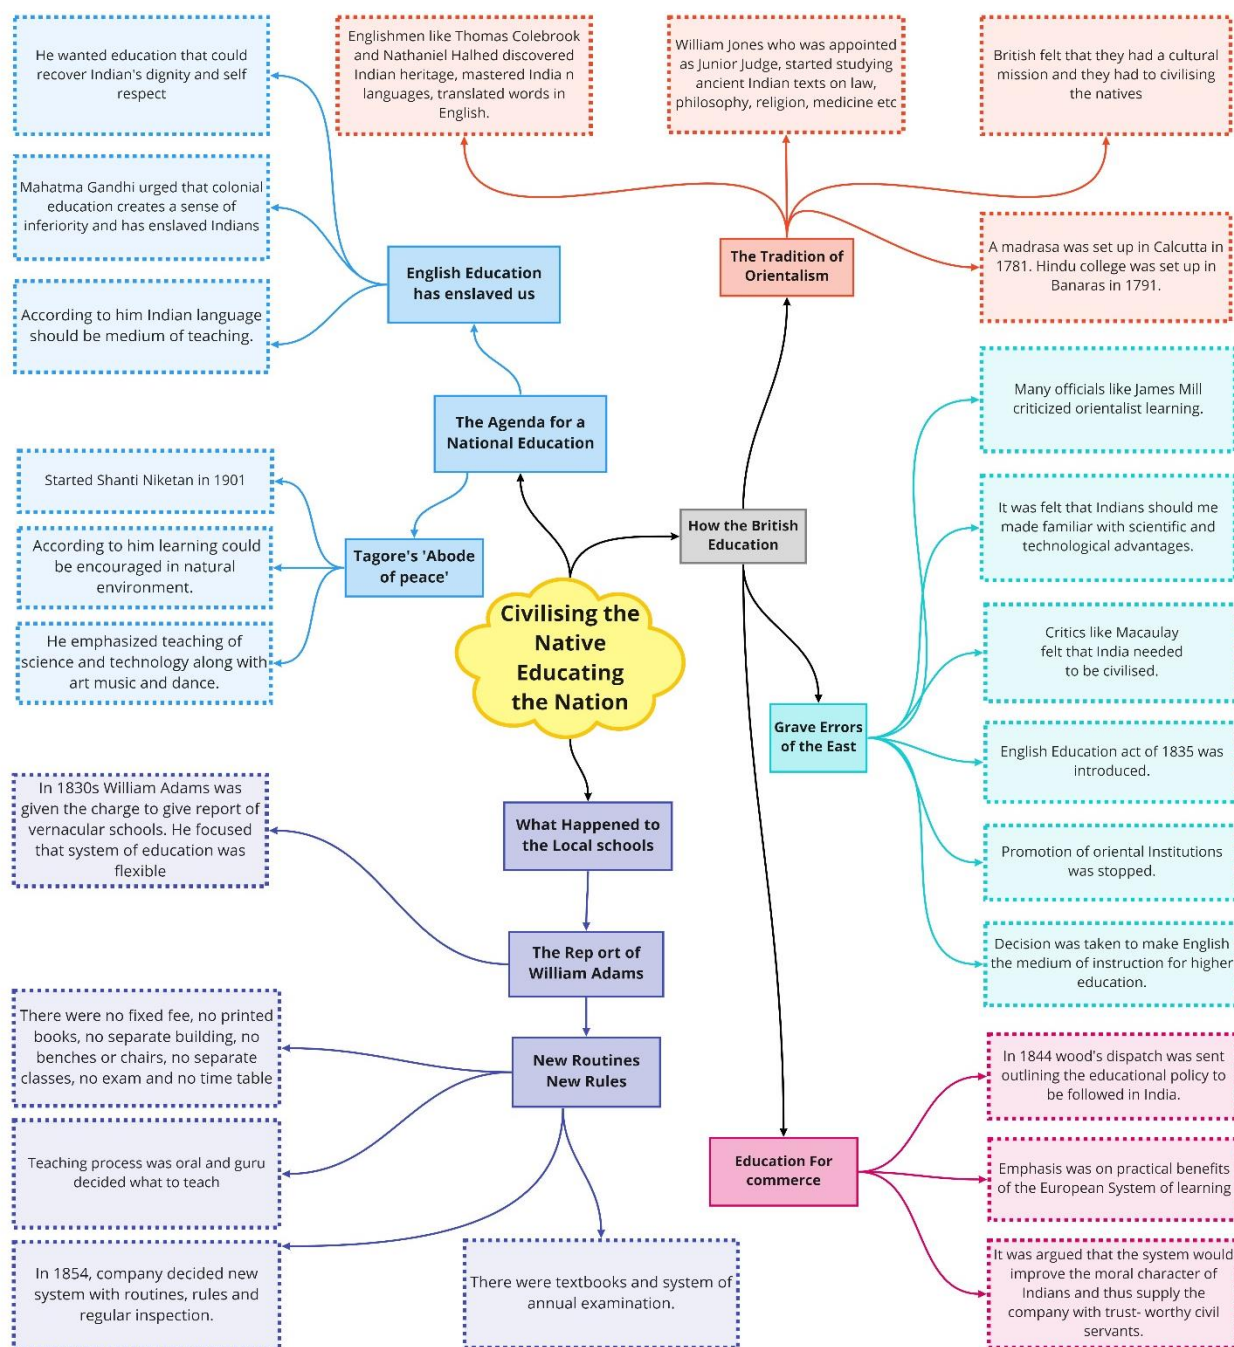 He wanted education that could
recover Indian's dignity and self
respect
Englishmen like Thomas Colebrook
and Nathaniel Halhed discovered
Indian heritage, mastered India n
languages, translated words in
English.
William Jones who was appointed
as Junior Judge, started studying
ancient Indian texts on law,
philosophy, religion, medicine etc
British felt that they had a cultural
mission and they had to civilising
the natives
Mahatma Gandhi urged that colonial
education creates a sense of
inferiority and has enslaved Indians
English Education
has enslaved us
The Tradition of
Orientalism
A madrasa was set up in Calcutta in
1781. Hindu college was set up in
Banaras in 1791.
According to him Indian language
should be medium of teaching.
Many officials like James Mill
criticized orientalist learning.
The Agenda for a
National Education
Started Shanti Niketan in 1901
It was felt that Indians should me
made familiar with scientific and
technological advantages.
How the British
Education
According to him learning could
be encouraged in natural
environment.
Tagore's 'Abode
of peace'
Civilising the
Native
Educating
the Nation
He emphasized teaching of
science and technology along with
art music and dance.
Critics like Macaulay
felt that India needed
to be civilised.
Grave Errors
of the East
English Education act of 1835 was
introduced.
In 1830s William Adams was
given the charge to give report of
vernacular schools. He focused
that system of education was
flexible
What Happened to
the Local schools
Promotion of oriental Institutions
was stopped.
The Rep ort of
William Adams
Decision was taken to make English
the medium of instruction for higher
education.
There were no fixed fee, no printed
books, no separate building, no
benches or chairs, no separate
classes, no exam and no time table
New Routines
New Rules
In 1844 wood's dispatch was sent
outlining the educational policy to
be followed in India.
Teaching process was oral and guru
decided what to teach
Education For
commerce
Emphasis was on practical benefits
of the European System of learning
In 1854, company decided new
system with routines, rules and
regular inspection.
There were textbooks and system of
annual examination.
It was argued that the system would
improve the moral character of
Indians and thus supply the
company with trust- worthy civil
servants.